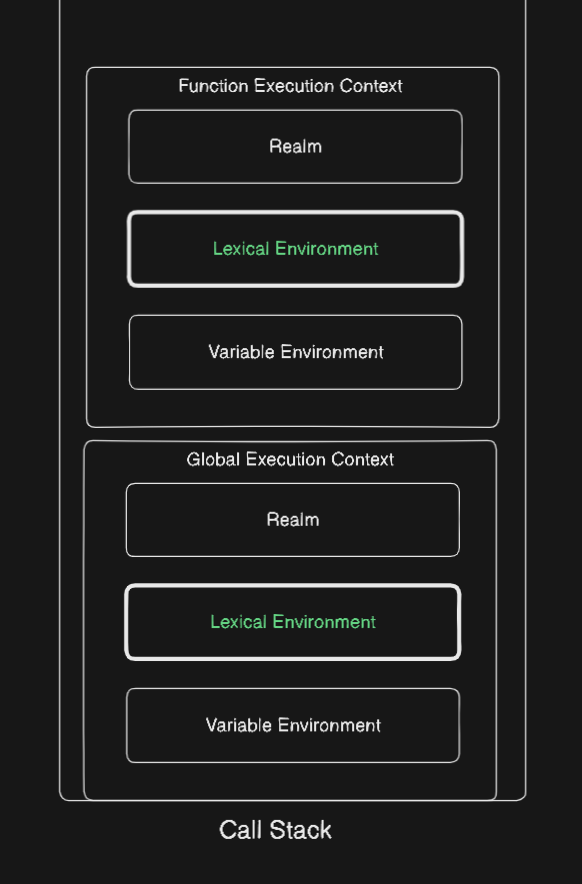 Function Execution Context
Realm
Lexical Environment
Variable Environment
Global Execution Context
Realm
Lexical Environment
Variable Environment
Call Stack